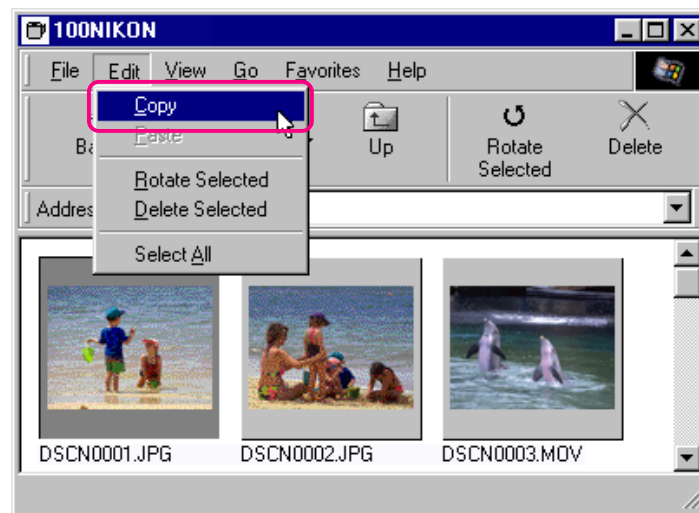 100NIKON
File Edit View Go Favorites Help
Copy
Paste
Rotate Selected
Delete Selected
Select All
Up
Rotate
Selected
Delete
DSCN0001.JPG DSCN0002.JPG DSCN0003.MOV